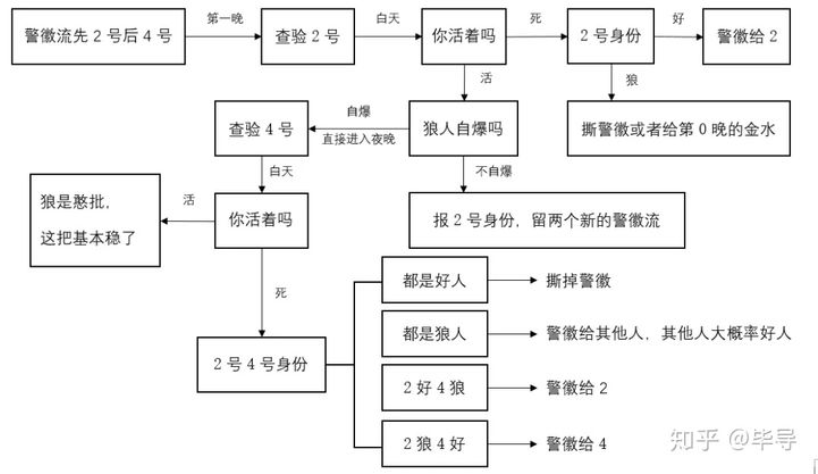 警徽流先2号后4号
第一晚
查验2号
白天
你活着吗
死
2号身份
好
警徽给2
活
狼
自爆
查验4号
直接进入夜晚
狼人自爆吗
撕警徽或者给第0晚的金水
白天
不自爆
狼是憨批，
这把基本稳了
活
你活着吗
报2号身份，留两个新的警徽流
死
都是好人
撕掉警徽
都是狼人
警徽给其他人，其他人大概率好人
2号4号身份
2好4狼
警徽给2
2狼4好
警徽给4
知乎 @毕导